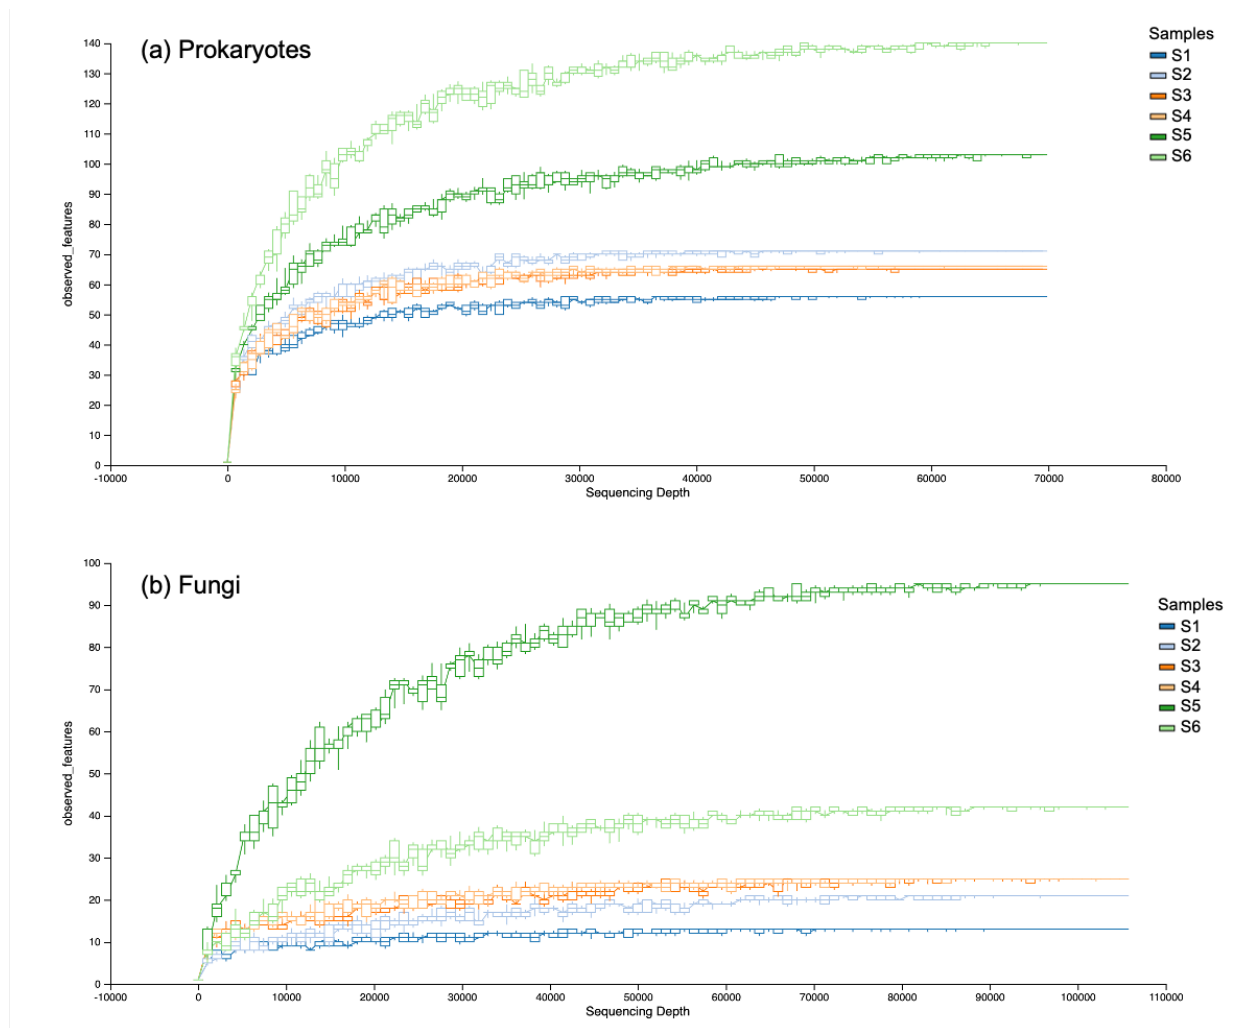 (a) Prokaryotes
Samples
S1
S2
S3
S4
S5
S6
140
130
120
110
100
90
80
70
60
50
40
30
20
10
0
observed_features
-10000 0 10000 20000 30000 40000 50000 60000 70000 80000
Sequencing Depth
(b) Fungi
Samples
S1
S2
S3
S4
S5
S6
100
90
80
70
60
50
40
30
20
10
0
observed_features
-10000 0 10000 20000 30000 40000 50000 60000 70000 80000 90000 100000 110000
Sequencing Depth